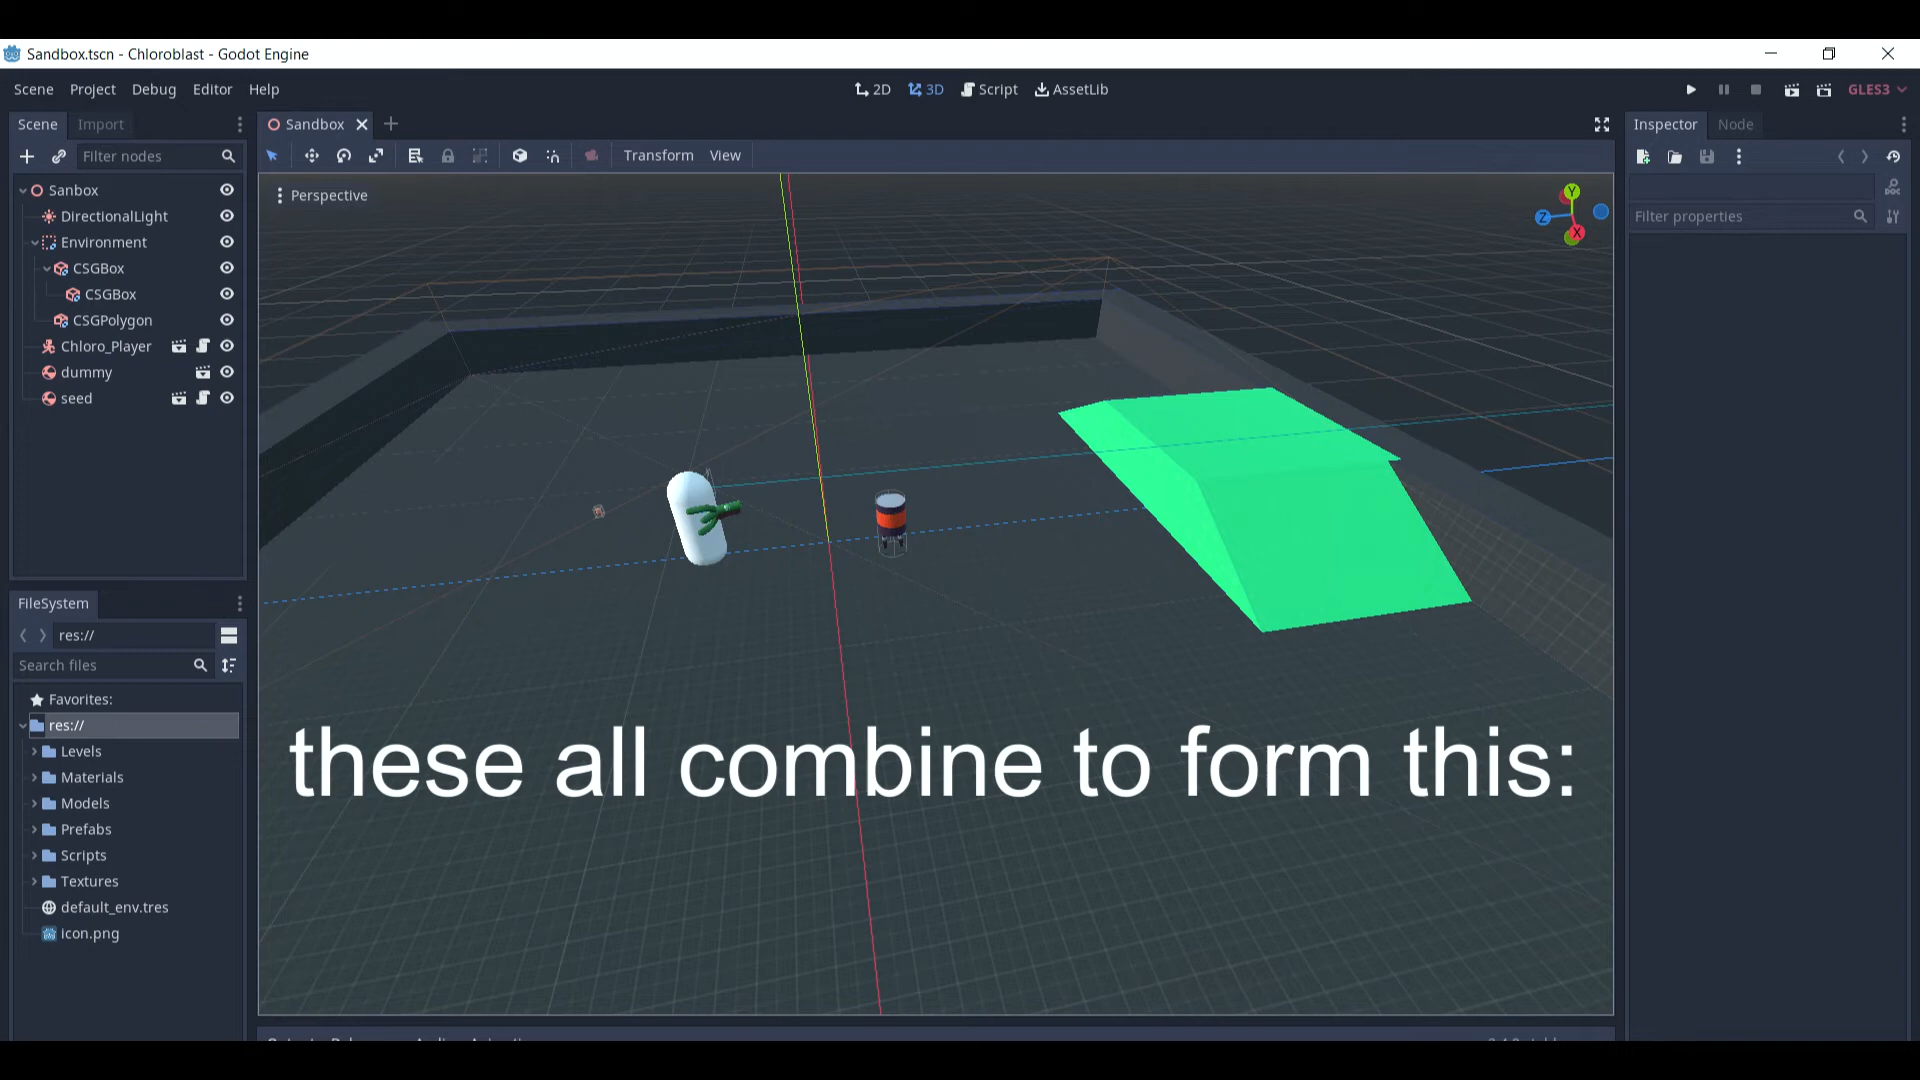 Sandbox.tscn - Chloroblast - Godot Engine
Scene Project Debug Editor Help
2D 3D Script AssetLib
GLES3
Scene Import
Sandbox
Inspector Node
Filter nodes
Transform View
Perspective
Y
Z
X
Filter properties
Sanbox
DirectionalLight
Environment
CSGBox
CSGBox
CSGPolygon
Chloro_Player
dummy
seed
FileSystem
res://
Search files
Favorites:
res://
Levels
Materials
Models
Prefabs
Scripts
Textures
default_env.tres
icon.png
these all combine to form this: